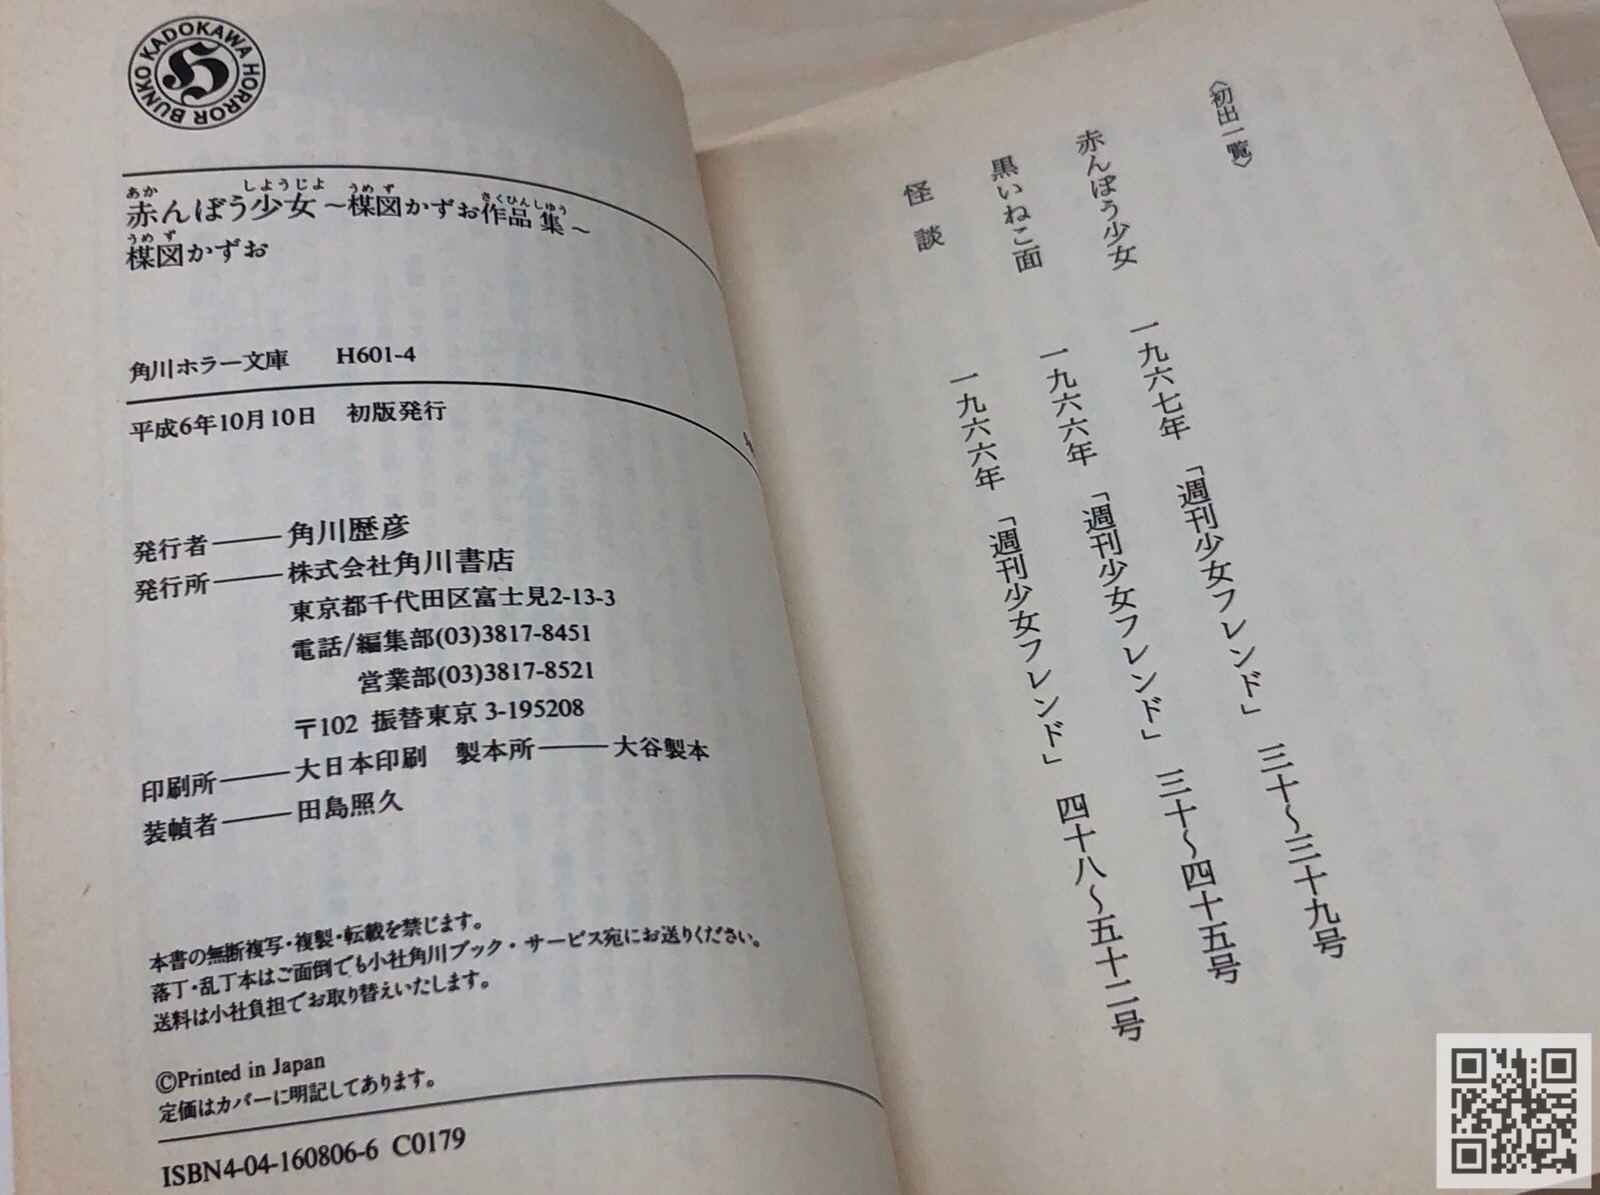 KADOKAWA HORROR BUNKO
H
赤んぼう少女～楳図かずお作品集～
楳図かずお
角川ホラー文庫 H601-4
平成6年10月10日 初版発行
発行者――角川歴彦
発行所――株式会社角川書店
東京都千代田区富士見2-13-3
電話/編集部(03)3817-8451
営業部(03)3817-8521
〒102 振替東京 3-195208
印刷所――大日本印刷 製本所――大谷製本
装幀者――田島照久
本書の無断複写・複製・転載を禁じます。
落丁・乱丁本はご面倒でも小社角川ブック・サービス宛にお送りください。
送料は小社負担でお取り替えいたします。
©Printed in Japan
定価はカバーに明記してあります。
ISBN4-04-160806-6 C0179
〈初出一覧〉
赤んぼう少女 一九六七年 「週刊少女フレンド」 三十～三十九号
黒いねこ面 一九六六年 「週刊少女フレンド」 三十～四十五号
怪談 一九六六年 「週刊少女フレンド」 四十八～五十二号